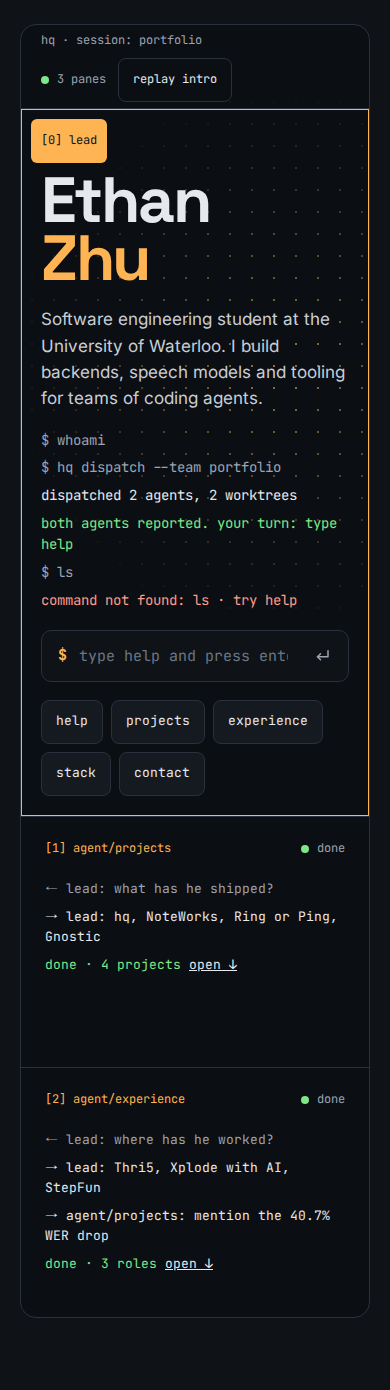 hq · session: portfolio
3 panes
replay intro
[0] lead
Ethan
Zhu
Software engineering student at the
University of Waterloo. I build
backends, speech models and tooling
for teams of coding agents.
$ whoami
$ hq dispatch --team portfolio
dispatched 2 agents, 2 worktrees
both agents reported. your turn: type
help
$ ls
command not found: ls · try help
$ type help and press ent
help projects experience
stack contact
[1] agent/projects done
← lead: what has he shipped?
→ lead: hq, NoteWorks, Ring or Ping,
Gnostic
done · 4 projects open ↓
[2] agent/experience done
← lead: where has he worked?
→ lead: Thri5, Xplode with AI,
StepFun
→ agent/projects: mention the 40.7%
WER drop
done · 3 roles open ↓